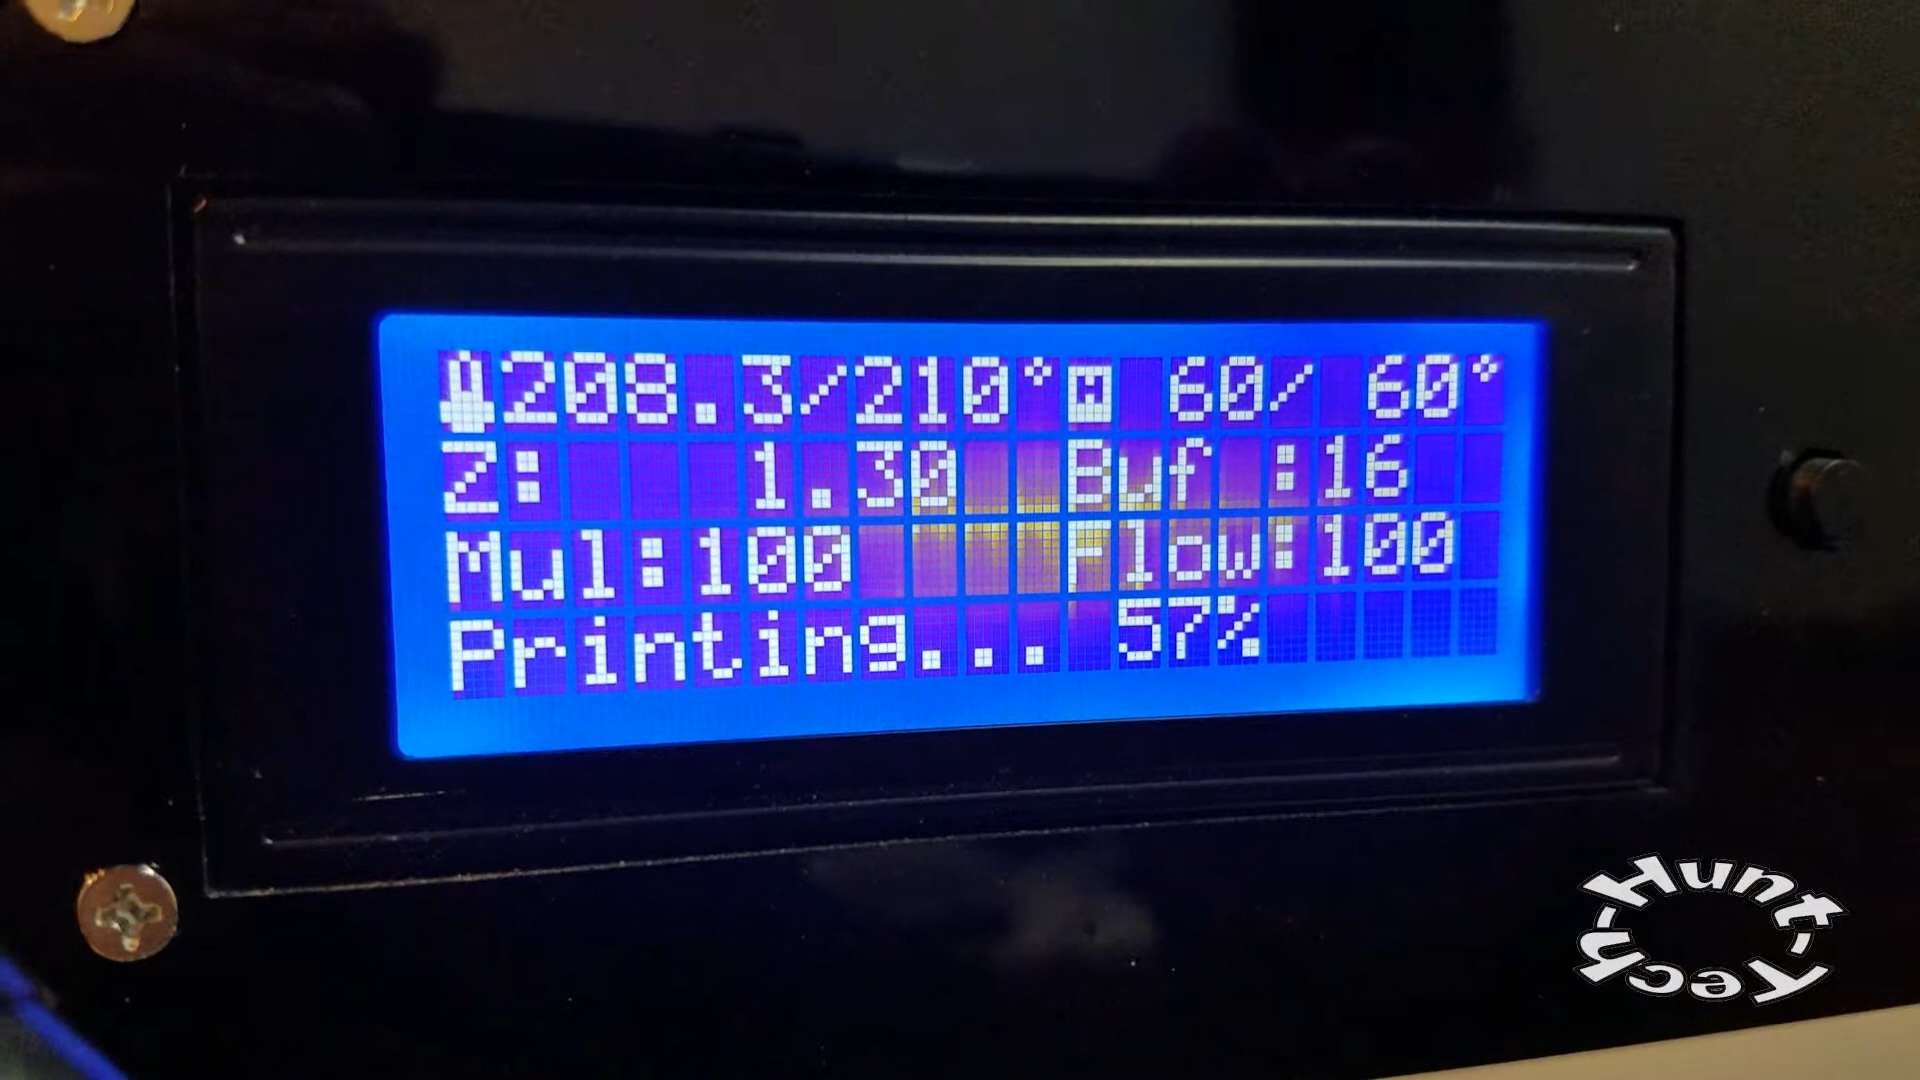 208.3/210° 60/ 60°
Z: 1.30 Buf :16
Mul:100 Flow:100
Printing... 57%
Hunt-Tech-